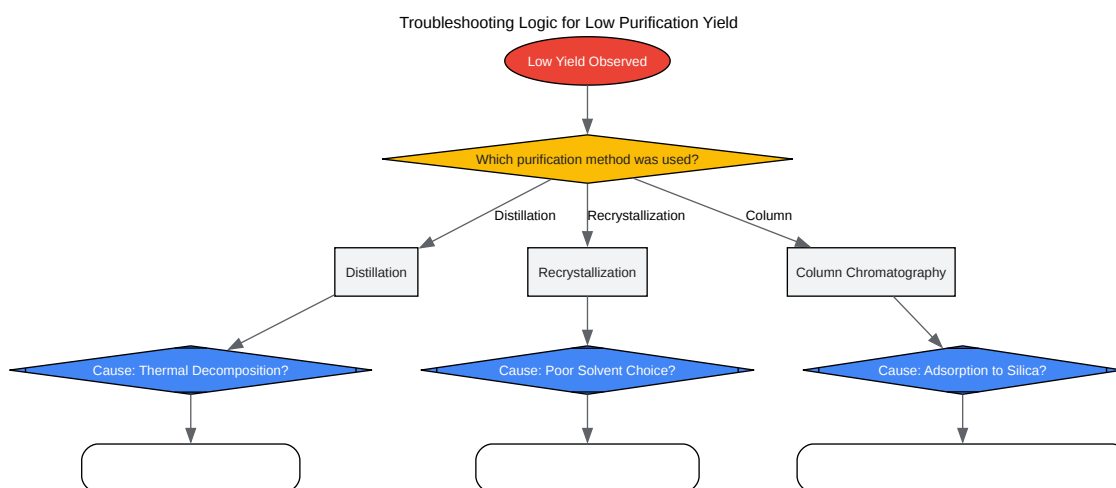 Troubleshooting Logic for Low Purification Yield
Low Yield Observed
Which purification method was used?
Distillation
Recrystallization
Column
Distillation
Recrystallization
Column Chromatography
Cause: Thermal Decomposition?
Cause: Poor Solvent Choice?
Cause: Adsorption to Silica?